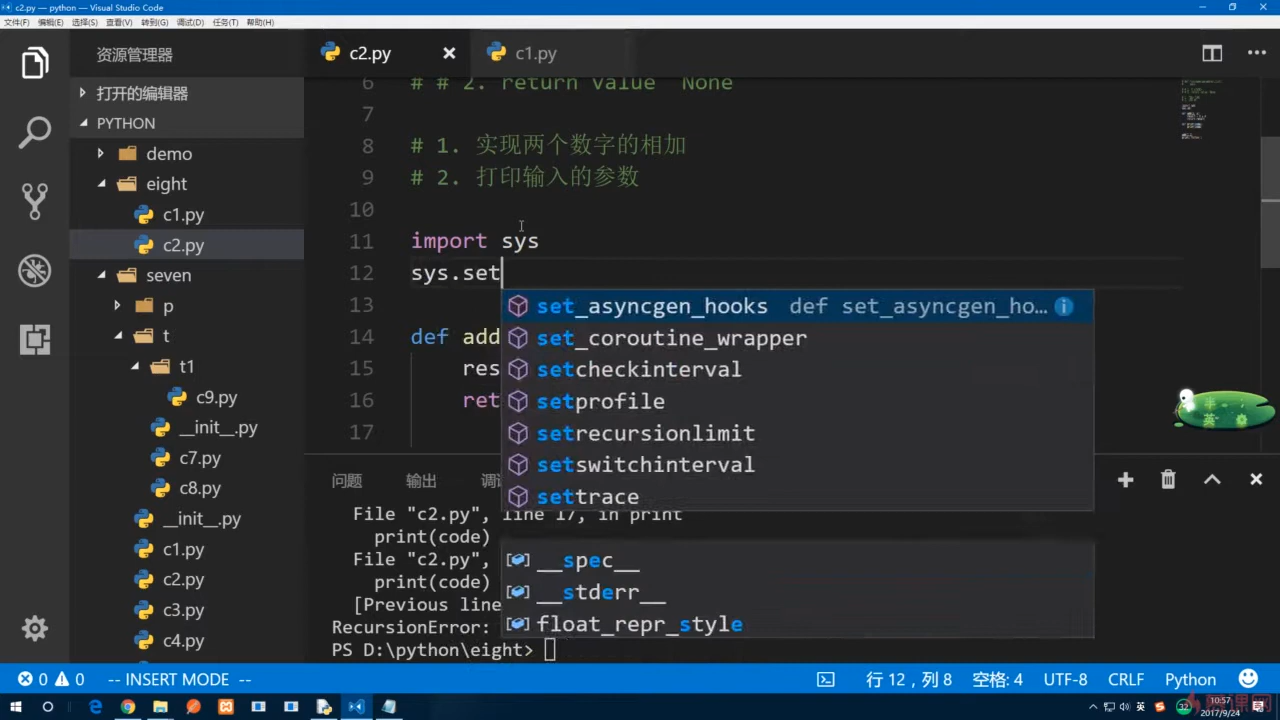 c2.py — python — Visual Studio Code
文件(F) 编辑(E) 选择(S) 查看(V) 转到(G) 调试(D) 任务(T) 帮助(H)
资源管理器
c2.py
c1.py
打开的编辑器
PYTHON
demo
eight
c1.py
c2.py
seven
p
t
t1
c9.py
__init__.py
c7.py
c8.py
__init__.py
c1.py
c2.py
c3.py
c4.py
6 # # 2. return value None
7
8 # 1. 实现两个数字的相加
9 # 2. 打印输入的参数
10
11 import sys
12 sys.set
13
14 def add
15 res
16 ret
17
set_asyncgen_hooks def set_asyncgen_ho...
set_coroutine_wrapper
setcheckinterval
setprofile
setrecursionlimit
setswitchinterval
settrace
__spec__
__stderr__
float_repr_style
问题 输出 调
File "c2.py", line 17, in print
print(code)
File "c2.py",
print(code)
[Previous line
RecursionError:
PS D:\python\eight>
半
英
0 0 -- INSERT MODE -- 行 12，列 8 空格: 4 UTF-8 CRLF Python
32
10:57
2017/9/24